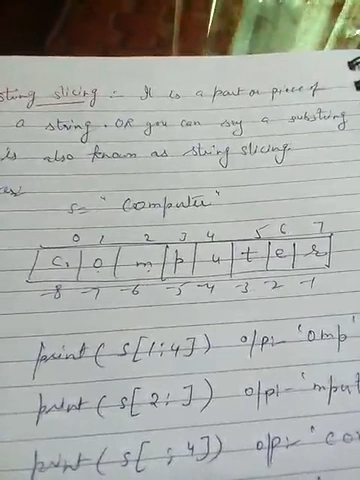 string slicing :- It is a part or piece of
a string. OR you can say a substring
is also known as string slicing
s = "computer"
0 1 2 3 4 5 6 7
C o m p u t e r
-8 -7 -6 -5 -4 -3 -2 -1
print ( s[1:4]) o/p:- 'omp'
print ( s[2: ]) o/p:- 'mput
print ( s[ :4]) o/p:- 'co